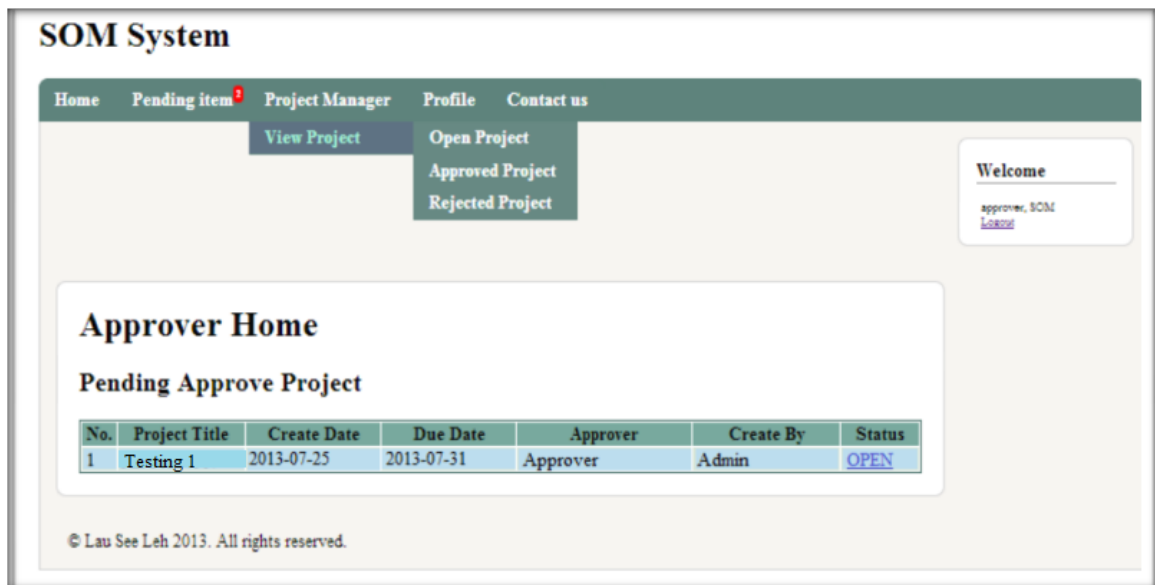 SOM System
Home Pending item 2 Project Manager Profile Contact us
View Project Open Project
Approved Project
Rejected Project
Welcome
approver, SOM
Logout
Approver Home
Pending Approve Project
No. Project Title Create Date Due Date Approver Create By Status
1 Testing 1 2013-07-25 2013-07-31 Approver Admin OPEN
© Lau See Leh 2013. All rights reserved.